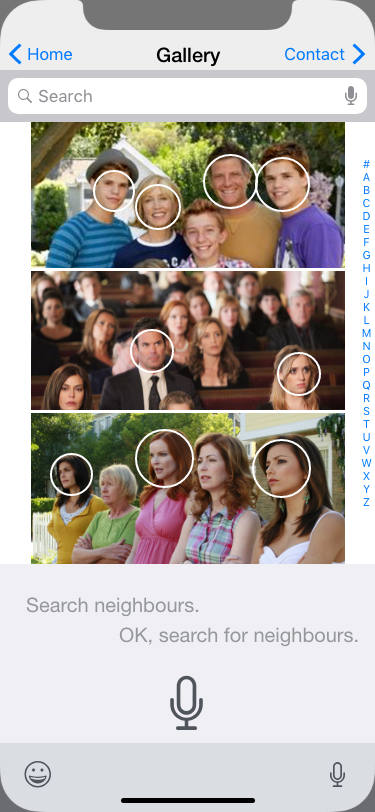 Home Gallery Contact
Search
#
A
B
C
D
E
F
G
H
I
J
K
L
M
N
O
P
Q
R
S
T
U
V
W
X
Y
Z
Search neighbours.
OK, search for neighbours.